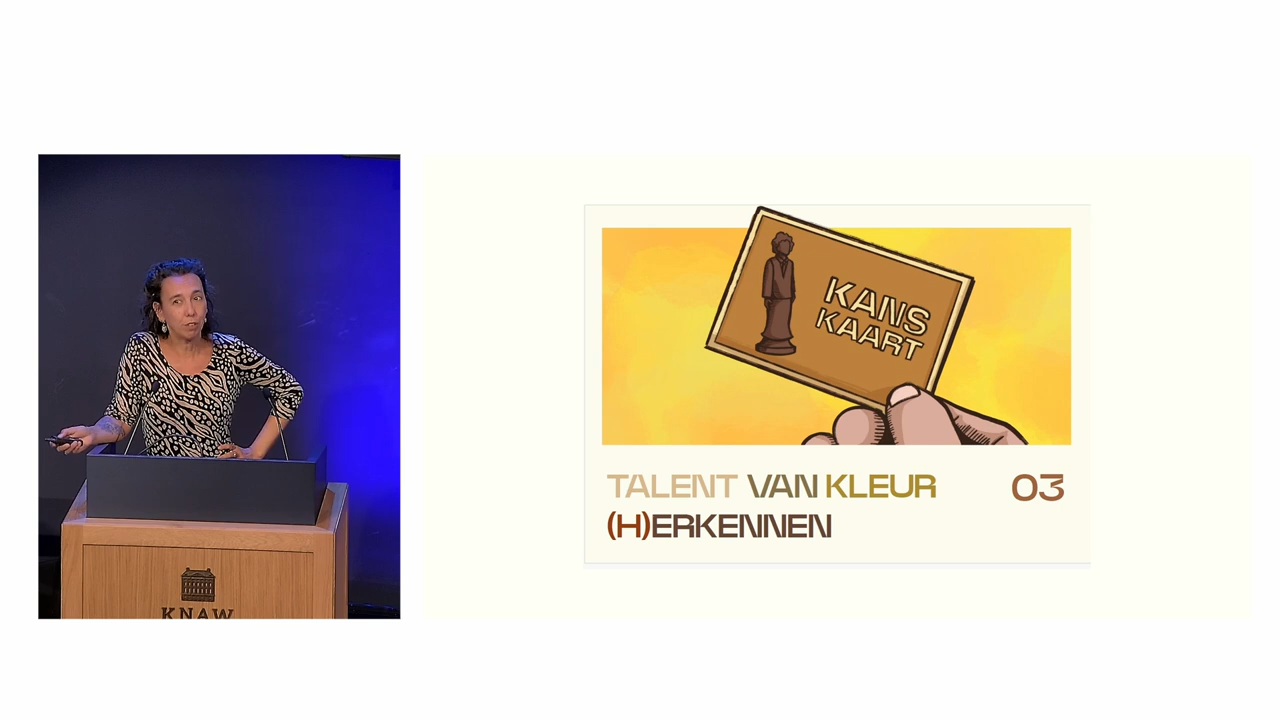 KANS
KAART
TALENT VAN KLEUR
(H)ERKENNEN
03
KNAW